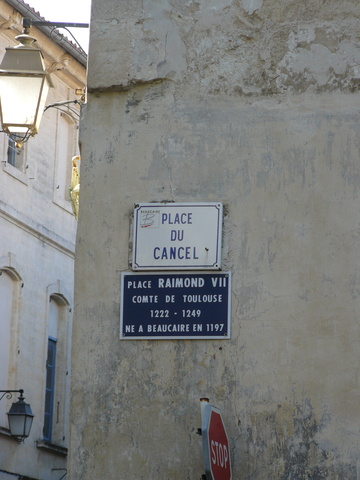 PLACE
DU
CANCEL
PLACE RAIMOND VII
COMTE DE TOULOUSE
1222 - 1249
NE A BEAUCAIRE EN 1197
STOP